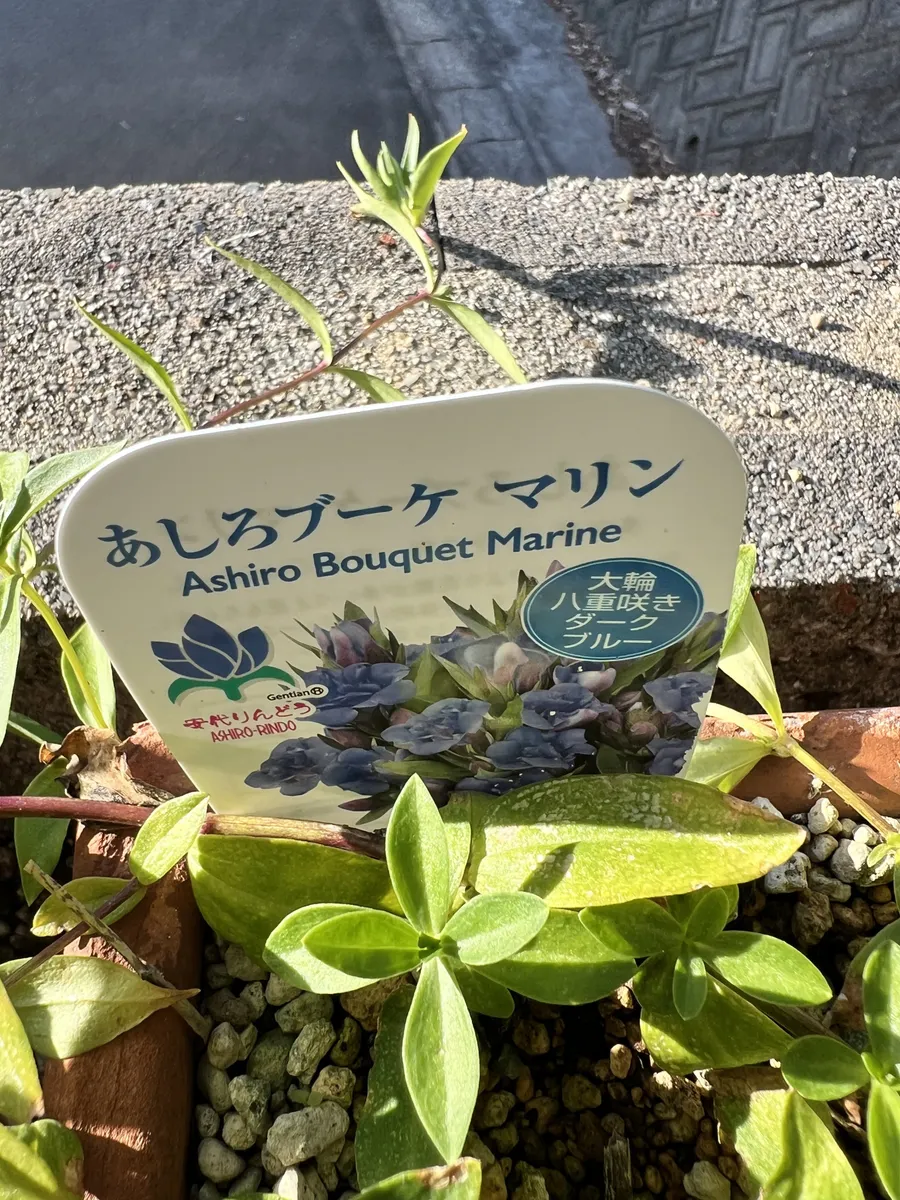 あしろブーケ マリン
Ashiro Bouquet Marine
大輪
八重咲き
ダーク
ブルー
Gentian®
安代りんどう
ASHIRO-RINDO